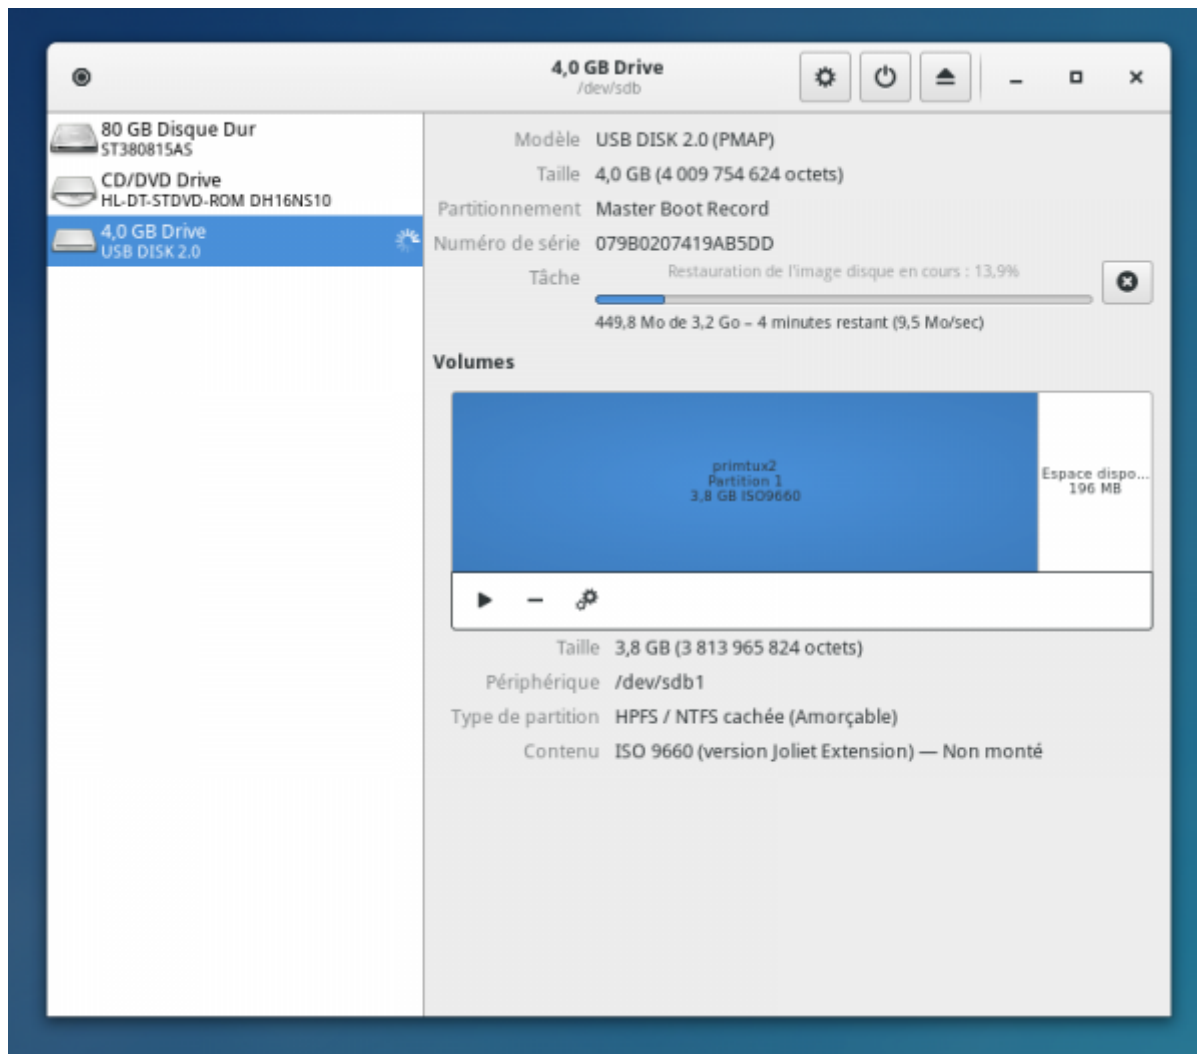 4,0 GB Drive
/dev/sdb
80 GB Disque Dur
ST380815AS
CD/DVD Drive
HL-DT-STDVD-ROM DH16NS10
4,0 GB Drive
USB DISK 2.0
Modèle USB DISK 2.0 (PMAP)
Taille 4,0 GB (4 009 754 624 octets)
Partitionnement Master Boot Record
Numéro de série 079B0207419AB5DD
Tâche Restauration de l'image disque en cours : 13,9%
449,8 Mo de 3,2 Go – 4 minutes restant (9,5 Mo/sec)
Volumes
primtux2
Partition 1
3,8 GB ISO9660
Espace dispo...
196 MB
Taille 3,8 GB (3 813 965 824 octets)
Périphérique /dev/sdb1
Type de partition HPFS / NTFS cachée (Amorçable)
Contenu ISO 9660 (version Joliet Extension) — Non monté